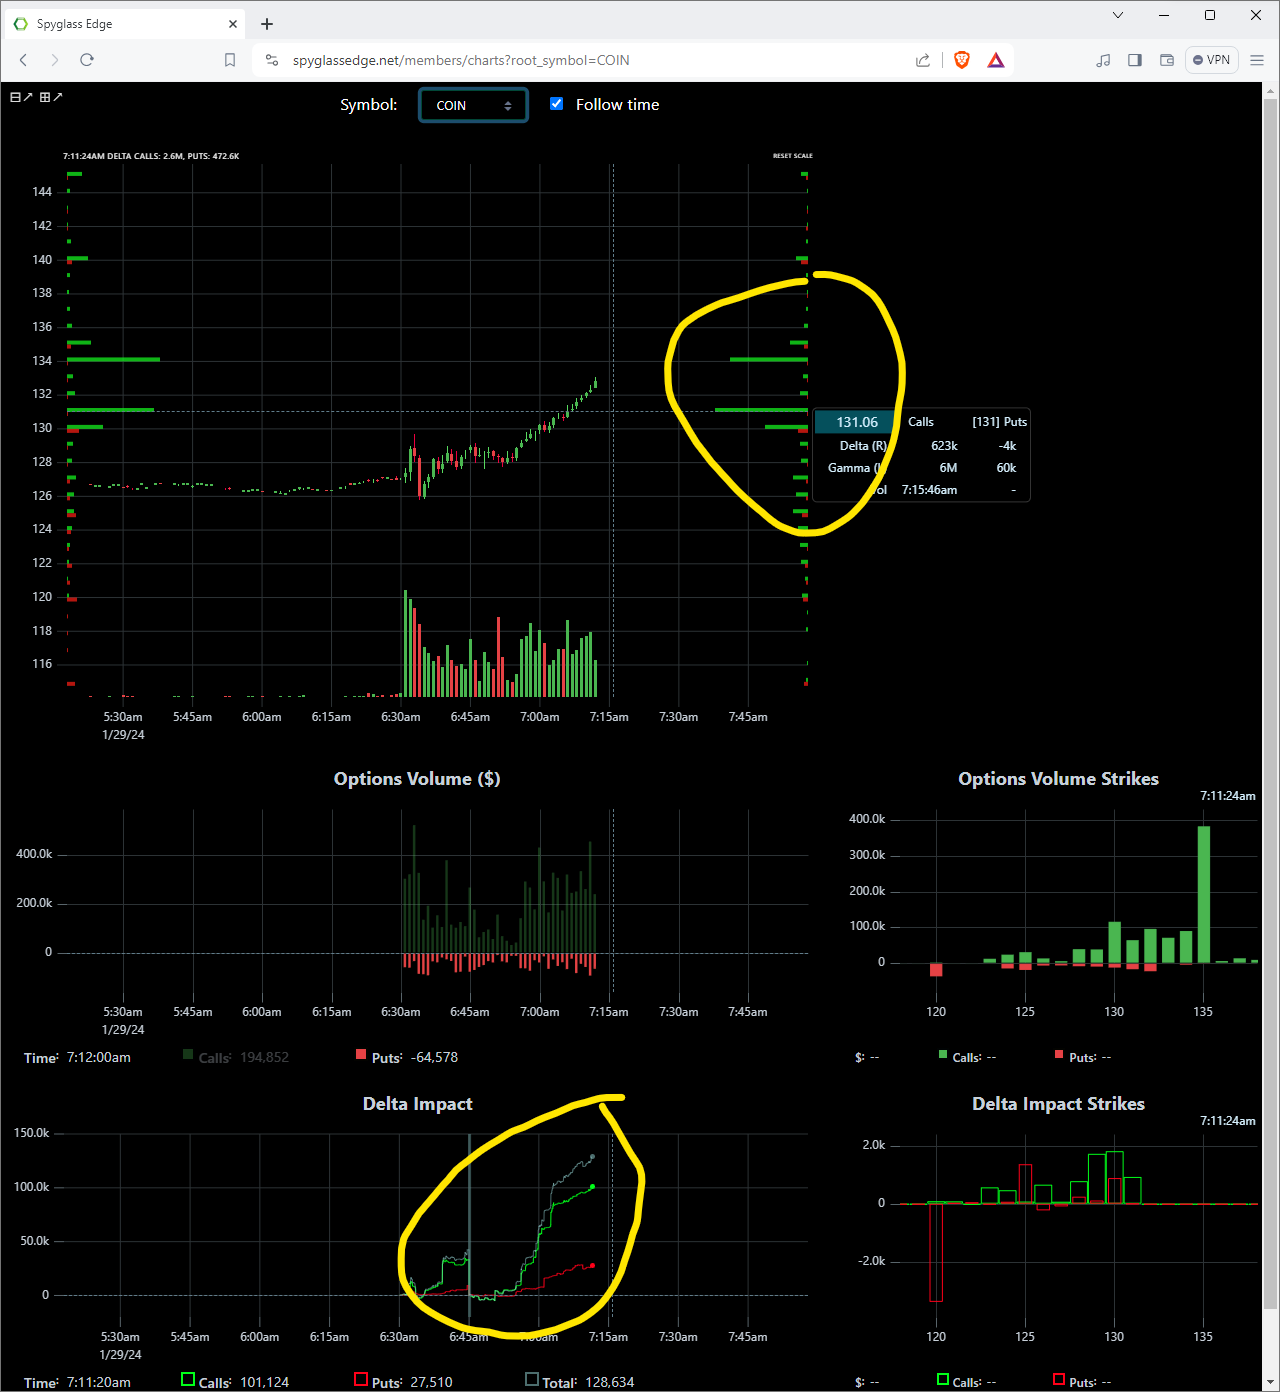 Spyglass Edge
spyglassedge.net/members/charts?root_symbol=COIN
VPN
Symbol: COIN Follow time
7:11:24AM DELTA CALLS: 2.6M, PUTS: 472.6K
RESET SCALE
144
142
140
138
136
134
132
130
128
126
124
122
120
118
116
131.06 Calls [131] Puts
Delta (R) 623k -4k
6M 60k
7:15:46am -
5:30am 5:45am 6:00am 6:15am 6:30am 6:45am 7:00am 7:15am 7:30am 7:45am
1/29/24
Options Volume ($)
400.0k
200.0k
0
5:30am 5:45am 6:00am 6:15am 6:30am 6:45am 7:00am 7:15am 7:30am 7:45am
1/29/24
Time: 7:12:00am Calls: 194,852 Puts: -64,578
Options Volume Strikes
7:11:24am
400.0k
300.0k
200.0k
100.0k
0
120 125 130 135
$: -- Calls: -- Puts: --
Delta Impact
150.0k
100.0k
50.0k
0
5:30am 5:45am 6:00am 6:15am 6:30am 6:45am 7:00am 7:15am 7:30am 7:45am
1/29/24
Time: 7:11:20am Calls: 101,124 Puts: 27,510 Total: 128,634
Delta Impact Strikes
7:11:24am
2.0k
0
-2.0k
120 125 130 135
$: -- Calls: -- Puts: --